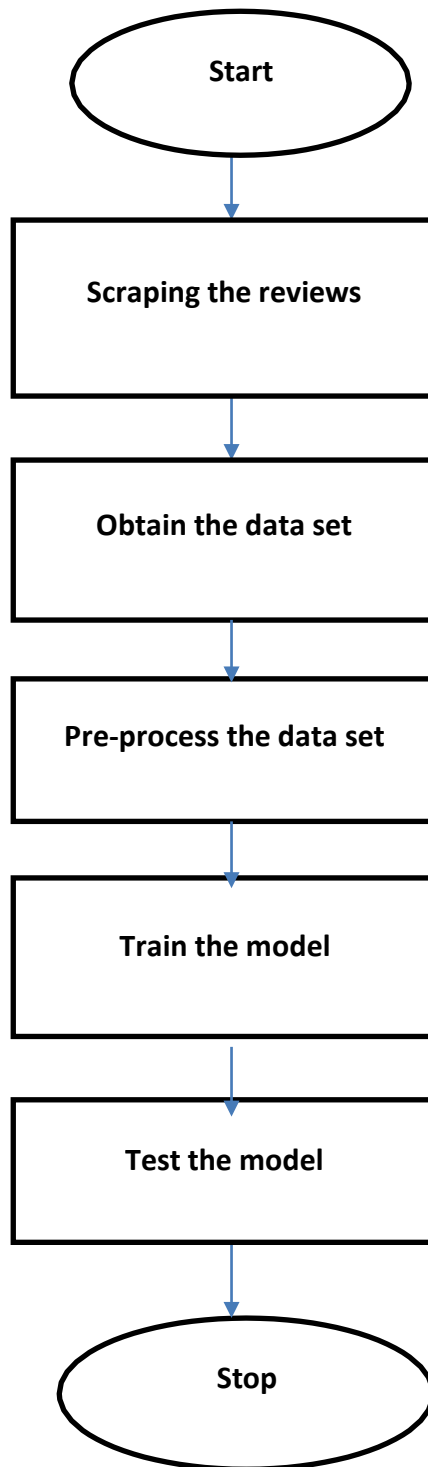 Start
Scraping the reviews
Obtain the data set
Pre-process the data set
Train the model
Test the model
Stop